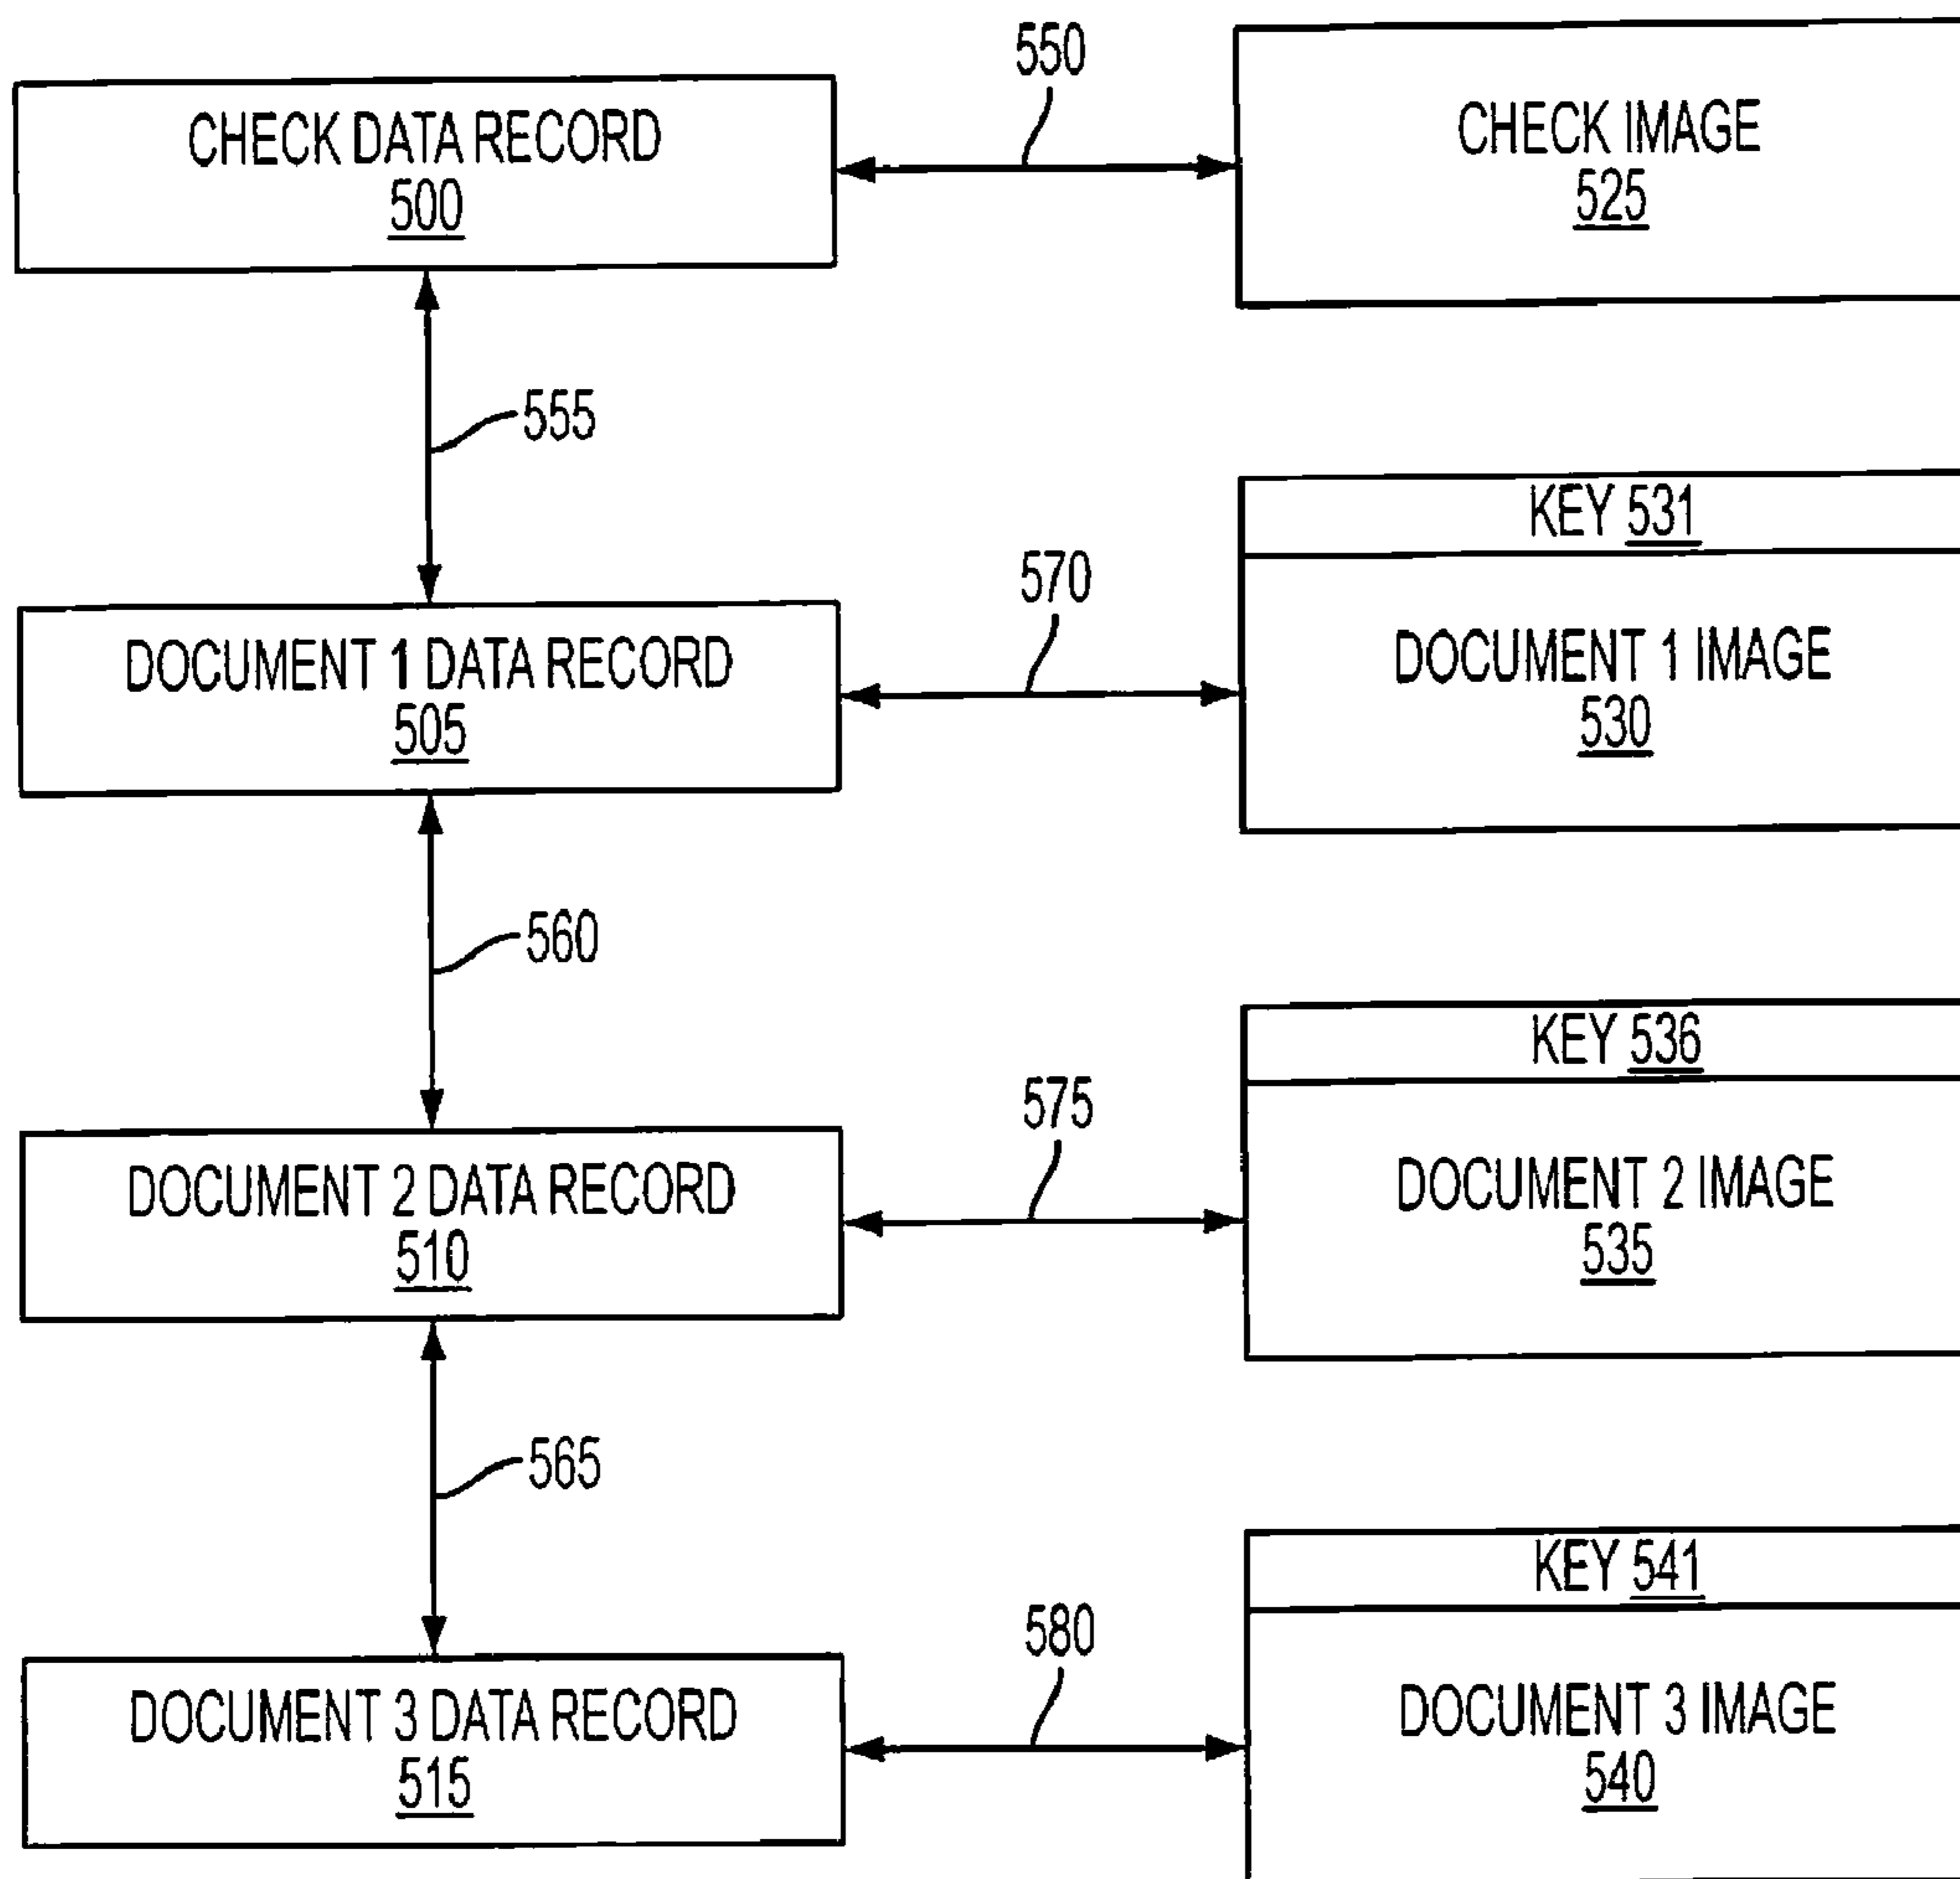 550
CHECK DATA RECORD
500
CHECK IMAGE
525
555
KEY 531
570
DOCUMENT 1 DATA RECORD
505
DOCUMENT 1 IMAGE
530
560
KEY 536
575
DOCUMENT 2 DATA RECORD
510
DOCUMENT 2 IMAGE
535
565
KEY 541
580
DOCUMENT 3 DATA RECORD
515
DOCUMENT 3 IMAGE
540